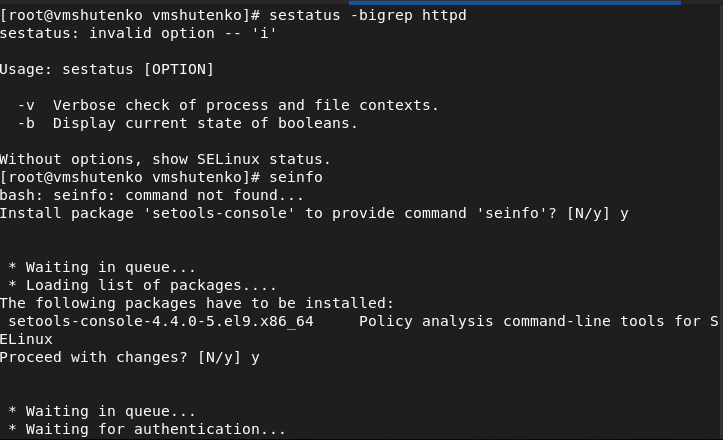 [root@vmshutenko vmshutenko]# sestatus -bigrep httpd
sestatus: invalid option -- 'i'
Usage: sestatus [OPTION]
  -v  Verbose check of process and file contexts.
  -b  Display current state of booleans.
Without options, show SELinux status.
[root@vmshutenko vmshutenko]# seinfo
bash: seinfo: command not found...
Install package 'setools-console' to provide command 'seinfo'? [N/y] y
 * Waiting in queue...
 * Loading list of packages....
The following packages have to be installed:
 setools-console-4.4.0-5.el9.x86_64     Policy analysis command-line tools for S
ELinux
Proceed with changes? [N/y] y
 * Waiting in queue...
 * Waiting for authentication...